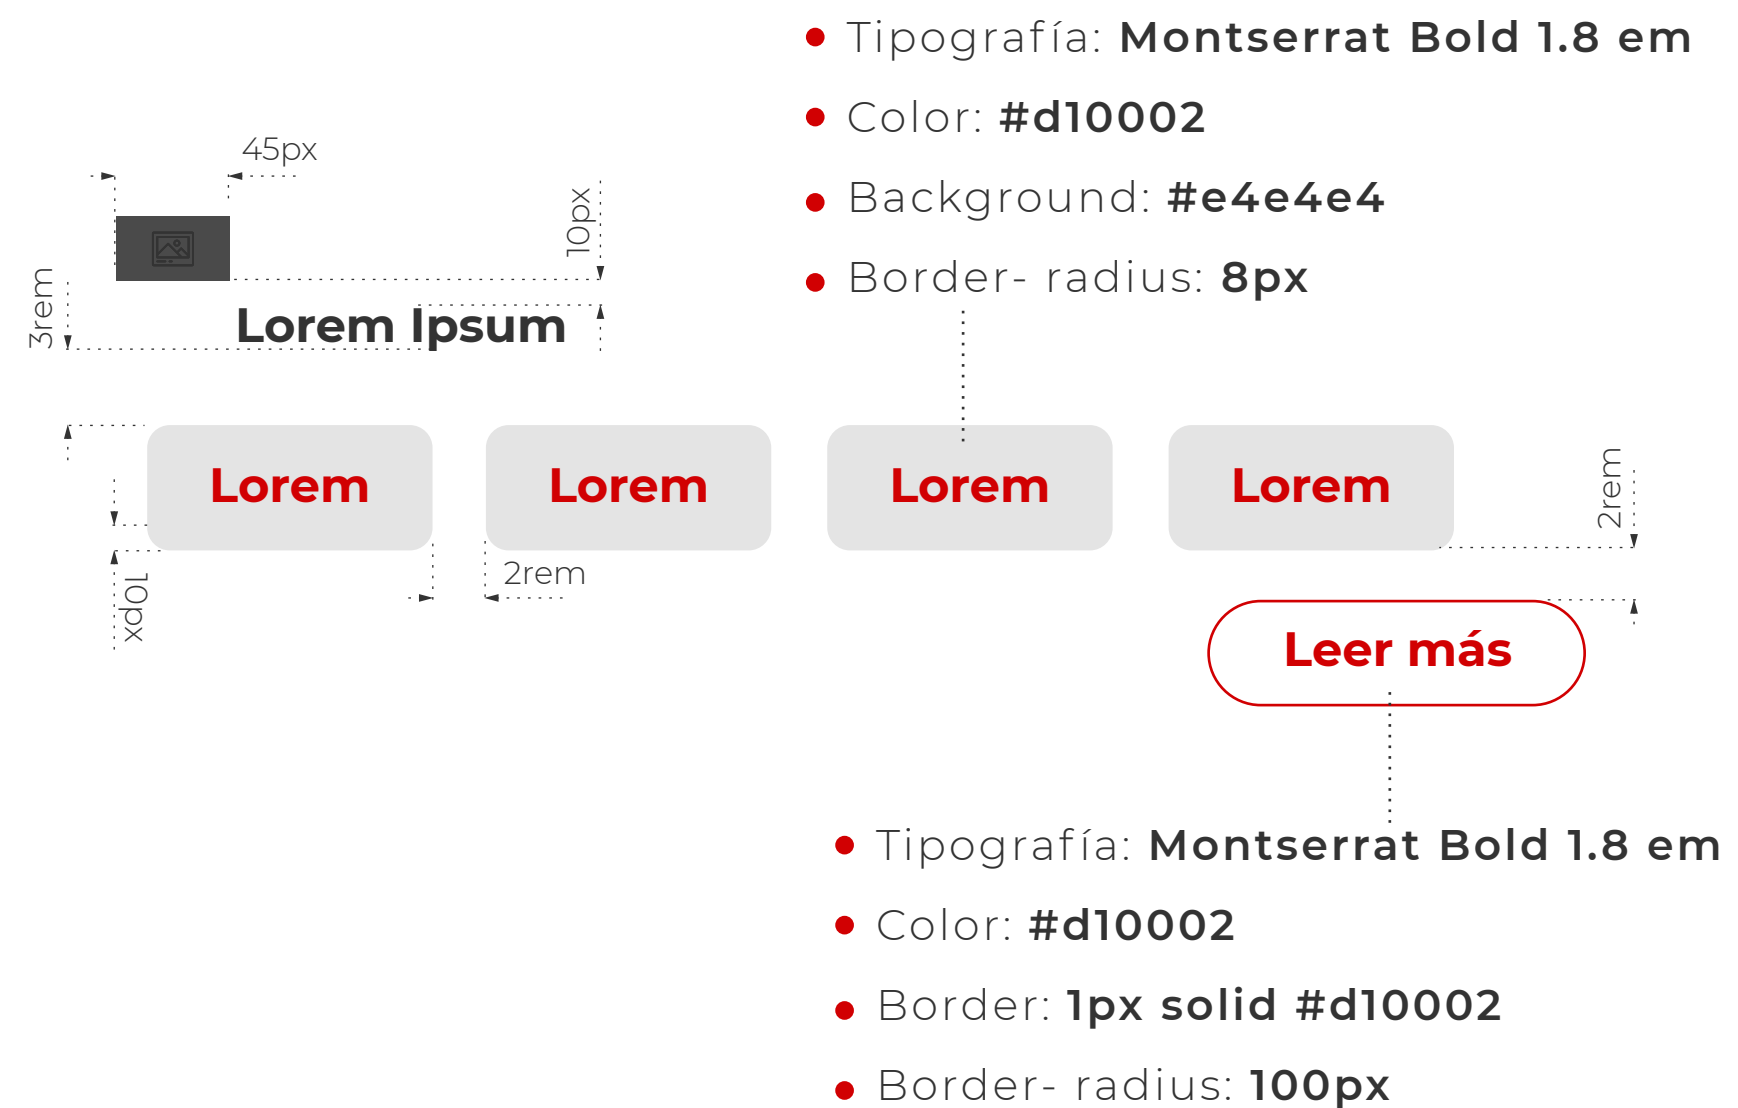 Tipografía: Montserrat Bold 1.8 em
Color: #d10002
Background: #e4e4e4
Border- radius: 8px
45px
10px
3rem
Lorem Ipsum
Lorem Lorem Lorem Lorem
2rem
10px
2rem
Leer más
Tipografía: Montserrat Bold 1.8 em
Color: #d10002
Border: 1px solid #d10002
Border- radius: 100px